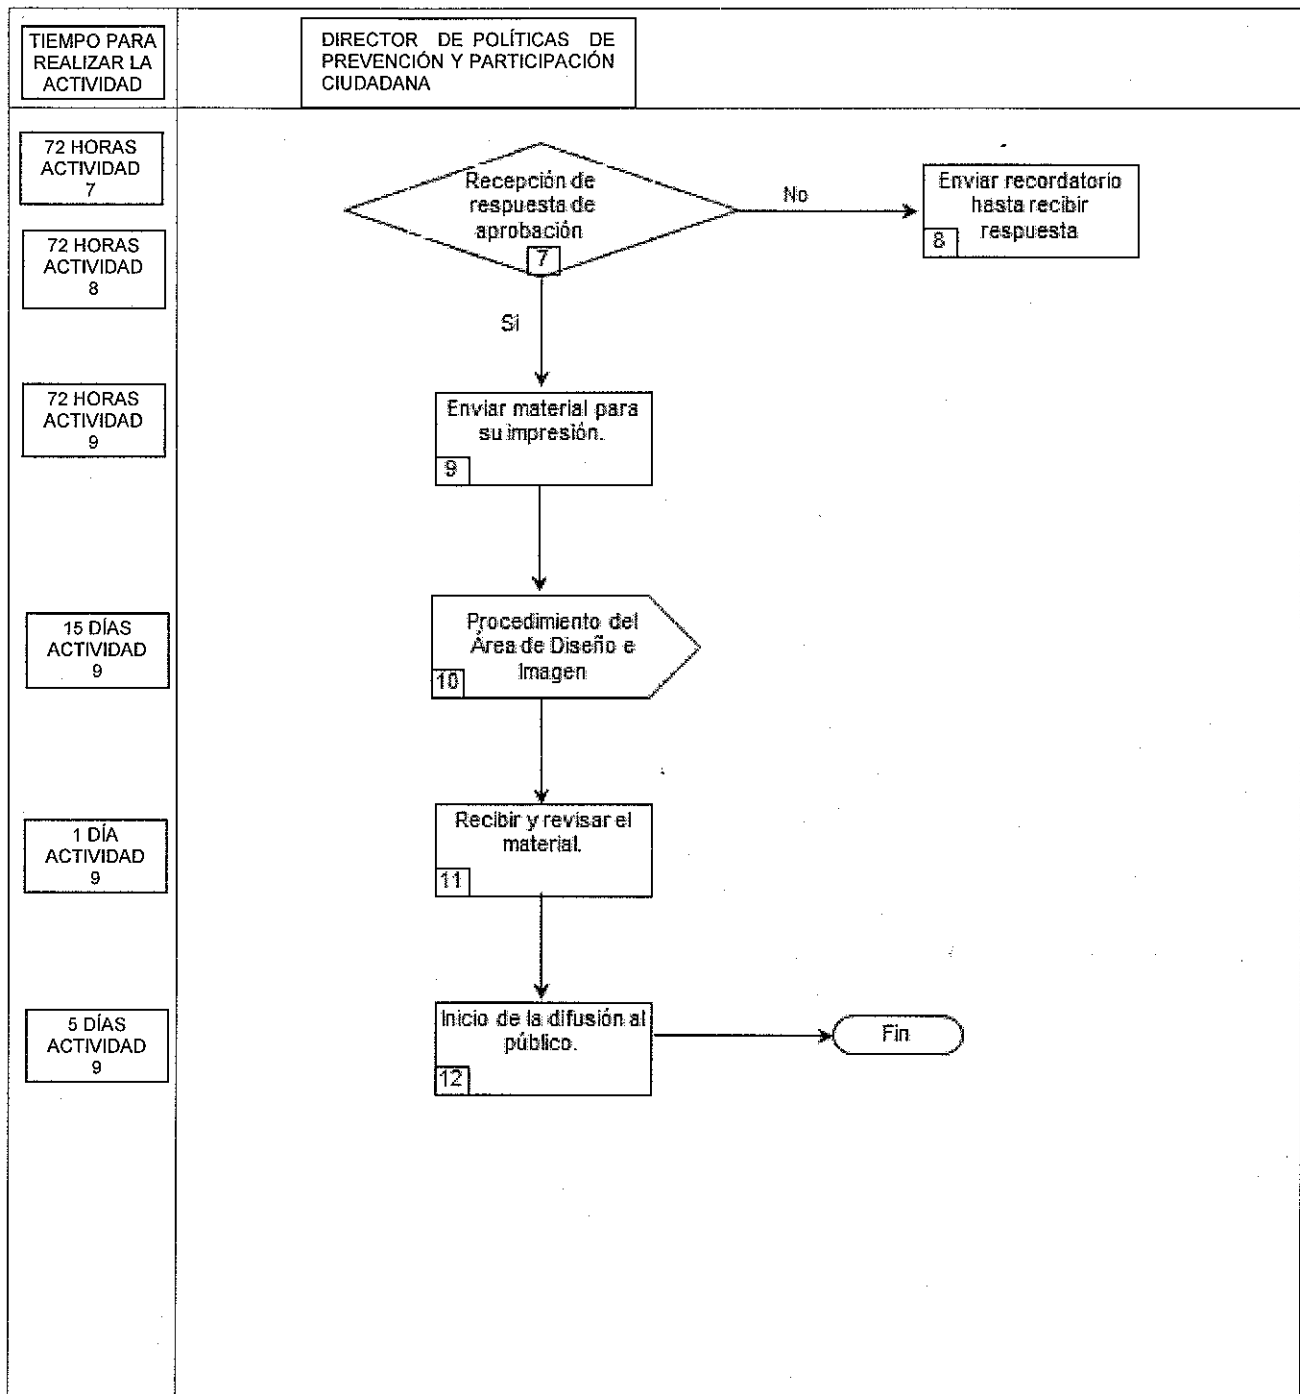 TIEMPO PARA
REALIZAR LA
ACTIVIDAD
DIRECTOR DE POLÍTICAS DE
PREVENCIÓN Y PARTICIPACIÓN
CIUDADANA
72 HORAS
ACTIVIDAD
7
Recepción de
respuesta de
aprobación
7
No
Enviar recordatorio
hasta recibir
respuesta
8
72 HORAS
ACTIVIDAD
8
Si
72 HORAS
ACTIVIDAD
9
Enviar material para
su impresión.
9
15 DÍAS
ACTIVIDAD
9
Procedimiento del
Área de Diseño e
Imagen
10
1 DÍA
ACTIVIDAD
9
Recibir y revisar el
material.
11
5 DÍAS
ACTIVIDAD
9
Inicio de la difusión al
público.
12
Fin